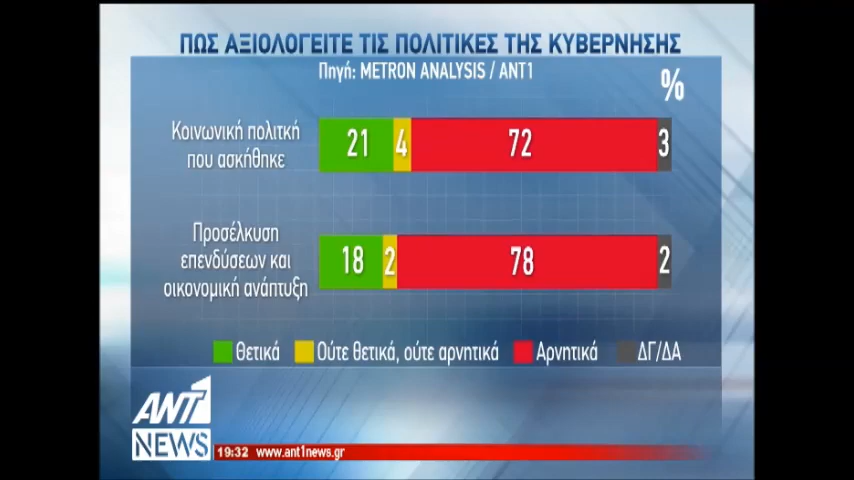 ΠΩΣ ΑΞΙΟΛΟΓΕΙΤΕ ΤΙΣ ΠΟΛΙΤΙΚΕΣ ΤΗΣ ΚΥΒΕΡΝΗΣΗΣ
Πηγή: METRON ANALYSIS / ΑΝΤ1
%
Κοινωνική πολιτκή
που ασκήθηκε
21 4 72 3
Προσέλκυση
επενδύσεων και
οικονομική ανάπτυξη
18 2 78 2
Θετικά Ούτε θετικά, ούτε αρνητικά Αρνητικά ΔΓ/ΔΑ
ANT1
NEWS
19:32 www.ant1news.gr